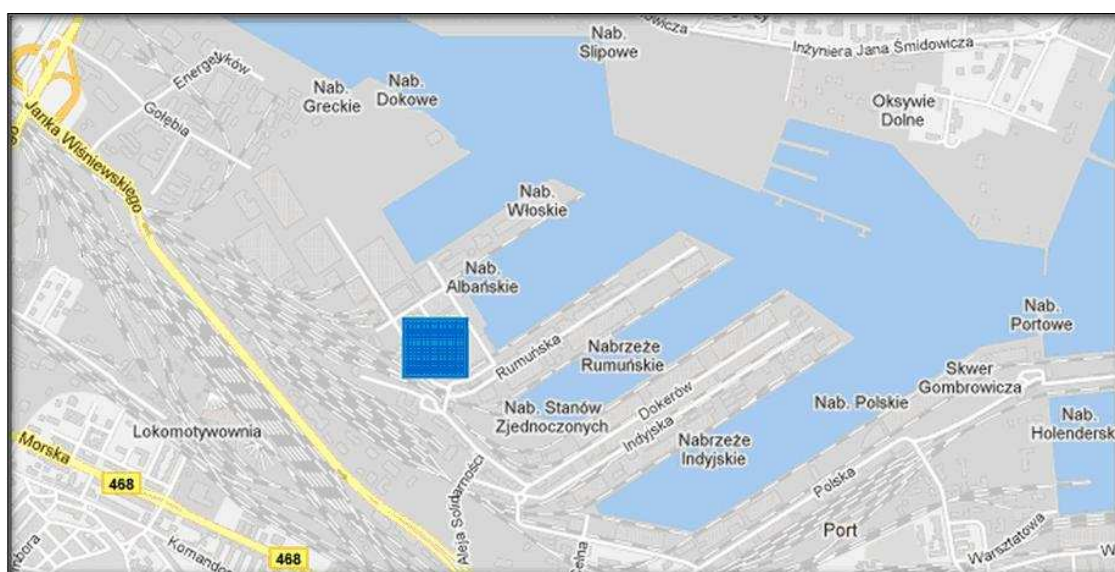 Nab.
Slipowe
Inżyniera Jana Śmidowicza
Energetyków
Nab.
Greckie
Nab.
Dokowe
Oksywie
Dolne
Gołębia
Janka Wiśniewskiego
Nab.
Włoskie
Nab.
Albańskie
Nab.
Portowe
Rumuńska
Nabrzeże
Rumuńskie
Skwer
Gombrowicza
Dokerów
Nab. Stanów
Zjednoczonych
Nab. Polskie
Nab.
Holendersk
Lokomotywownia
Indyjska
Nabrzeże
Indyjskie
Morska
468
Aleja Solidarności
Polska
Port
Warsztatowa
468